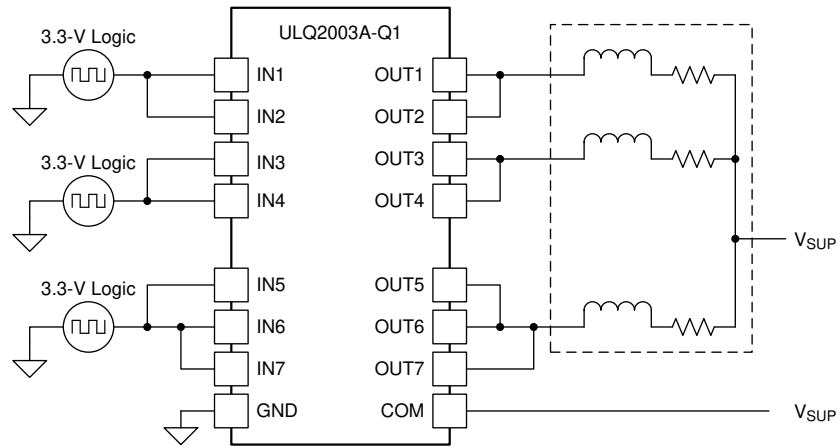 3.3-V Logic
ULQ2003A-Q1
IN1
OUT1
IN2
OUT2
3.3-V Logic
IN3
OUT3
IN4
OUT4
V_SUP
3.3-V Logic
IN5
OUT5
IN6
OUT6
IN7
OUT7
GND
COM
V_SUP